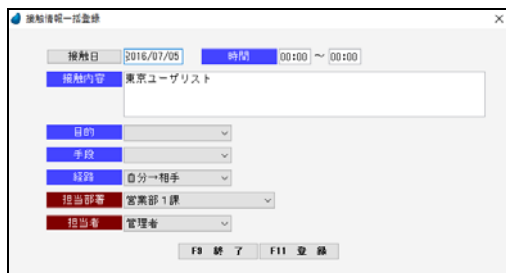 接触情報一括登録
接触日 2016/07/05 時間 00:00 ～ 00:00
接触内容 東京ユーザリスト
目的
手段
経路 自分→相手
担当部署 営業部1課
担当者 管理者
F9 終 了 F11 登 録